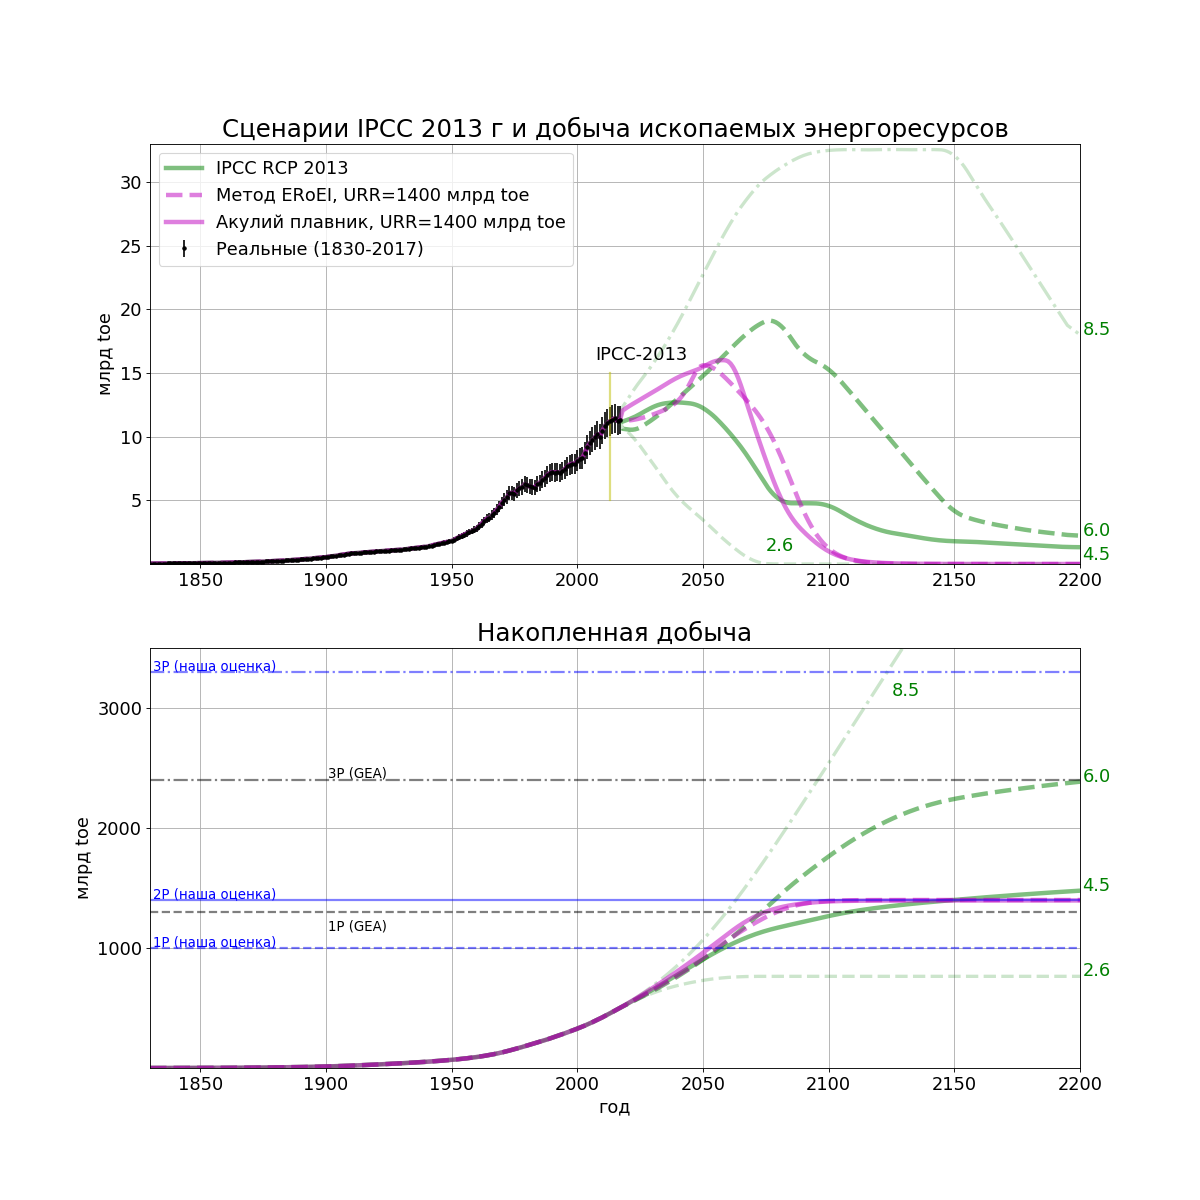 Сценарии IPCC 2013 г и добыча ископаемых энергоресурсов
IPCC RCP 2013
Метод ERoEI, URR=1400 млрд toe
Акулий плавник, URR=1400 млрд toe
Реальные (1830-2017)
млрд toe
30
25
20
15
10
5
IPCC-2013
8.5
6.0
4.5
2.6
1850
1900
1950
2000
2050
2100
2150
2200
Накопленная добыча
млрд toe
3000
2000
1000
3P (наша оценка)
3P (GEA)
2P (наша оценка)
1P (GEA)
1P (наша оценка)
8.5
6.0
4.5
2.6
1850
1900
1950
2000
2050
2100
2150
2200
год